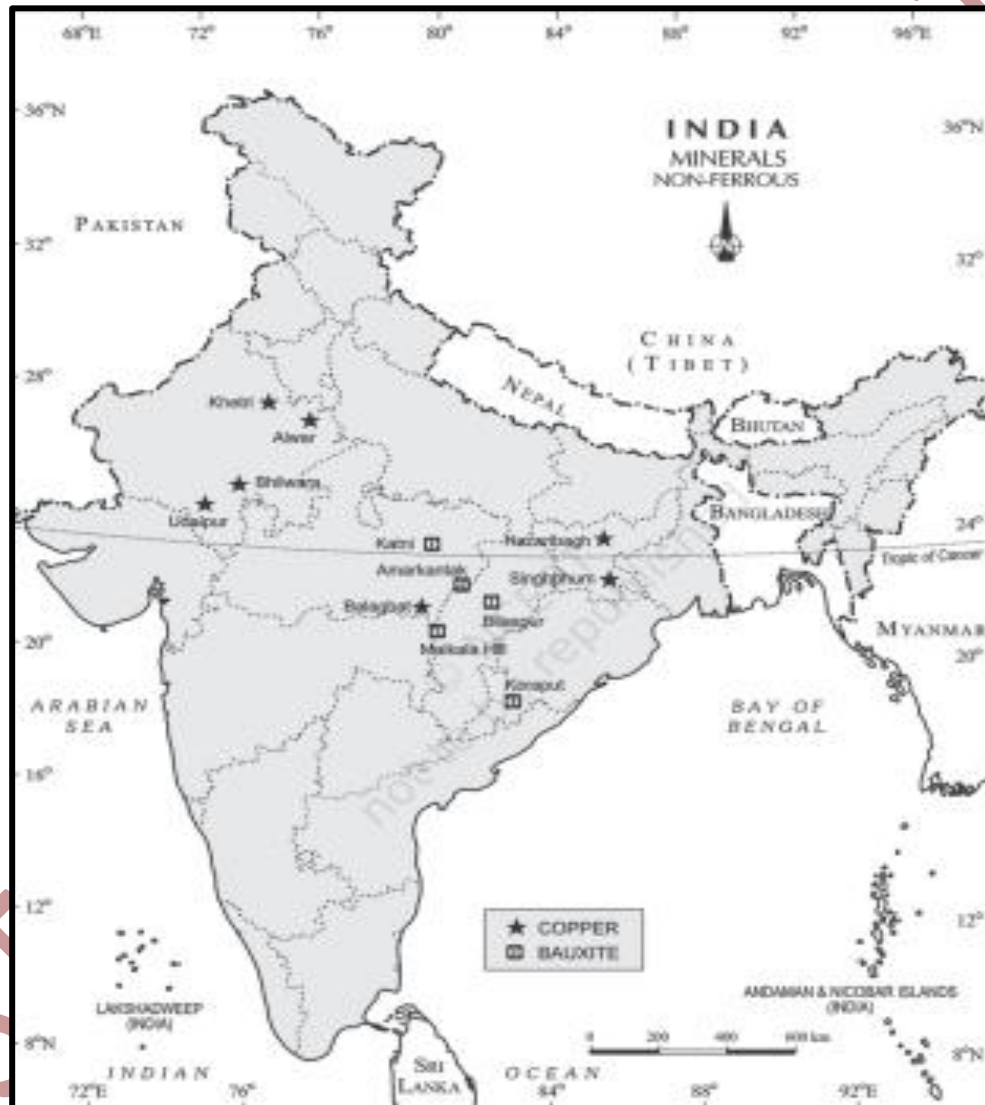 68°E 72° 76° 80° 84° 88° 92° 96°E
36°N
36°N
INDIA
MINERALS
NON-FERROUS
N
PAKISTAN
32°
32°
CHINA
(TIBET)
28°
NEPAL
BHUTAN
Khetri
Alwar
Bhilwara
Udaipur
BANGLADESH
24°
Katni
Hazaribagh
Tropic of Cancer
Amarkantak
Singhbhum
Balaghat
Bilaspur
20°
Maikala Hill
MYANMAR
20°
Koraput
ARABIAN
SEA
BAY OF
BENGAL
16°
not republish
12°
12°
COPPER
BAUXITE
LAKSHADWEEP
(INDIA)
ANDAMAN & NICOBAR ISLANDS
(INDIA)
0 200 400 600 km
8°N
8°N
INDIAN
SRI
LANKA
OCEAN
72°E 76° 84° 88° 92°E